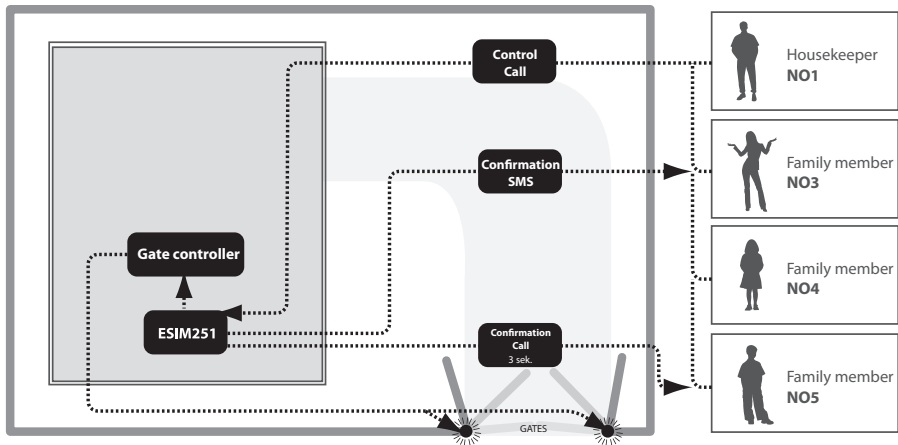 Control
Call
Housekeeper
NO1
Confirmation
SMS
Family member
NO3
Gate controller
Family member
NO4
ESIM251
Confirmation
Call
3 sek.
Family member
NO5
GATES